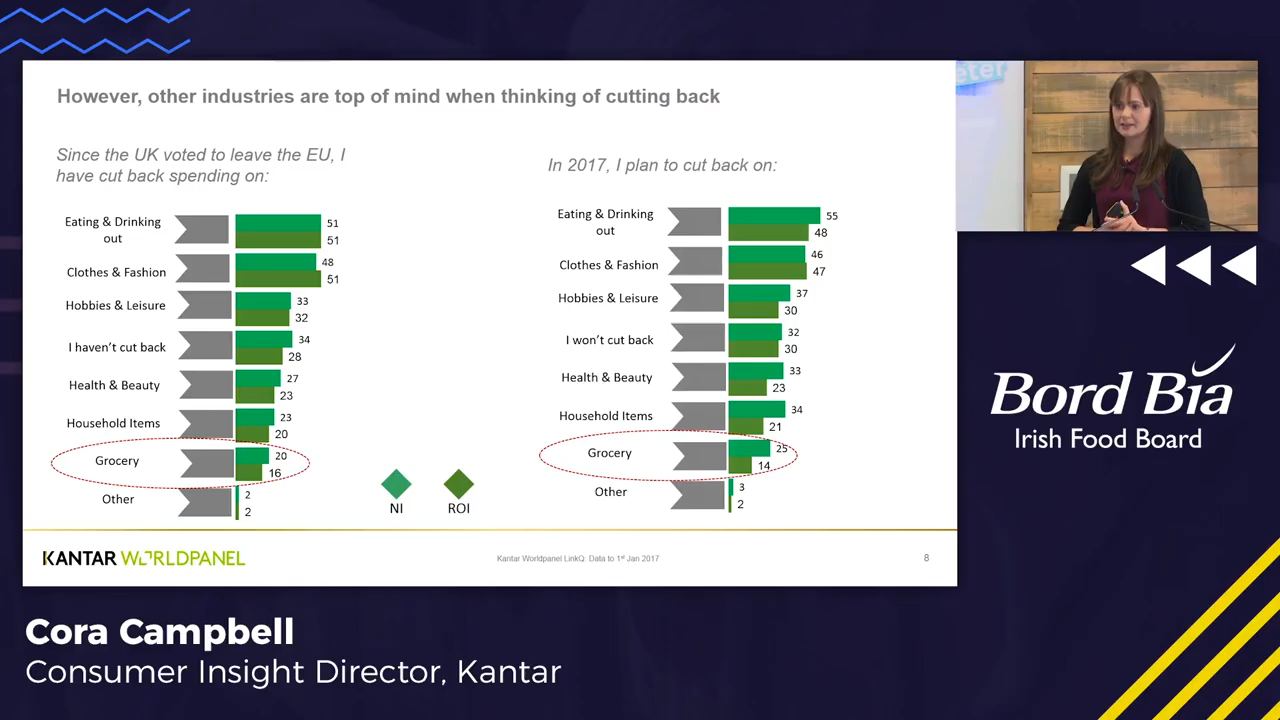 However, other industries are top of mind when thinking of cutting back
Since the UK voted to leave the EU, I
have cut back spending on:
Eating & Drinking
out
51
51
Clothes & Fashion
48
51
Hobbies & Leisure
33
32
I haven't cut back
34
28
Health & Beauty
27
23
Household Items
23
20
Grocery
20
16
Other
2
2
NI
ROI
In 2017, I plan to cut back on:
Eating & Drinking
out
55
48
Clothes & Fashion
46
47
Hobbies & Leisure
37
30
I won't cut back
32
30
Health & Beauty
33
23
Household Items
34
21
Grocery
25
14
Other
3
2
KANTAR WORLDPANEL
Kantar Worldpanel LinkQ: Data to 1st Jan 2017
8
Bord Bia
Irish Food Board
Cora Campbell
Consumer Insight Director, Kantar